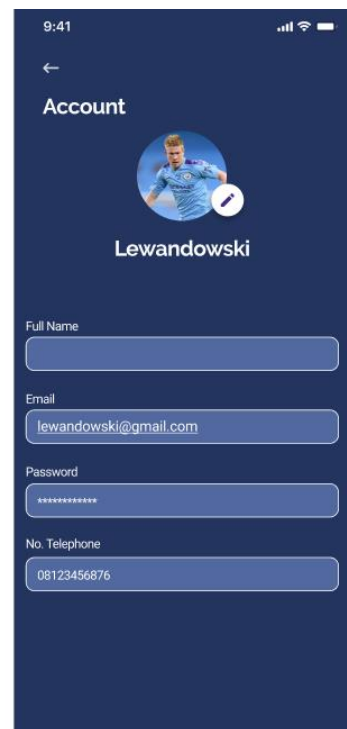 9:41
Account
Lewandowski
Full Name
Email
lewandowski@gmail.com
Password
************
No. Telephone
08123456876